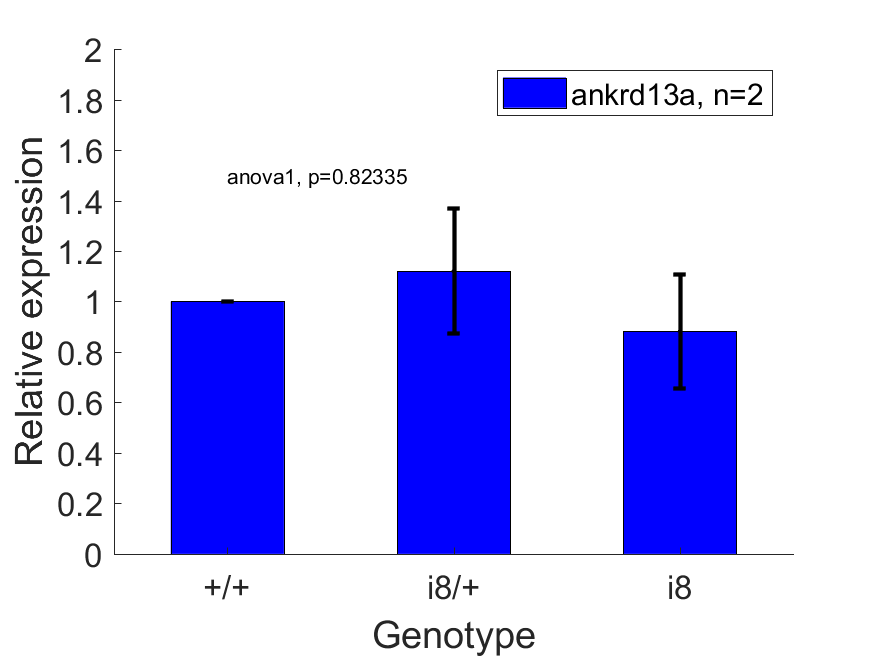 2
1.8
1.6
1.4
1.2
1
0.8
0.6
0.4
0.2
0
Relative expression
ankrd13a, n=2
anova1, p=0.82335
+/+ i8/+ i8
Genotype